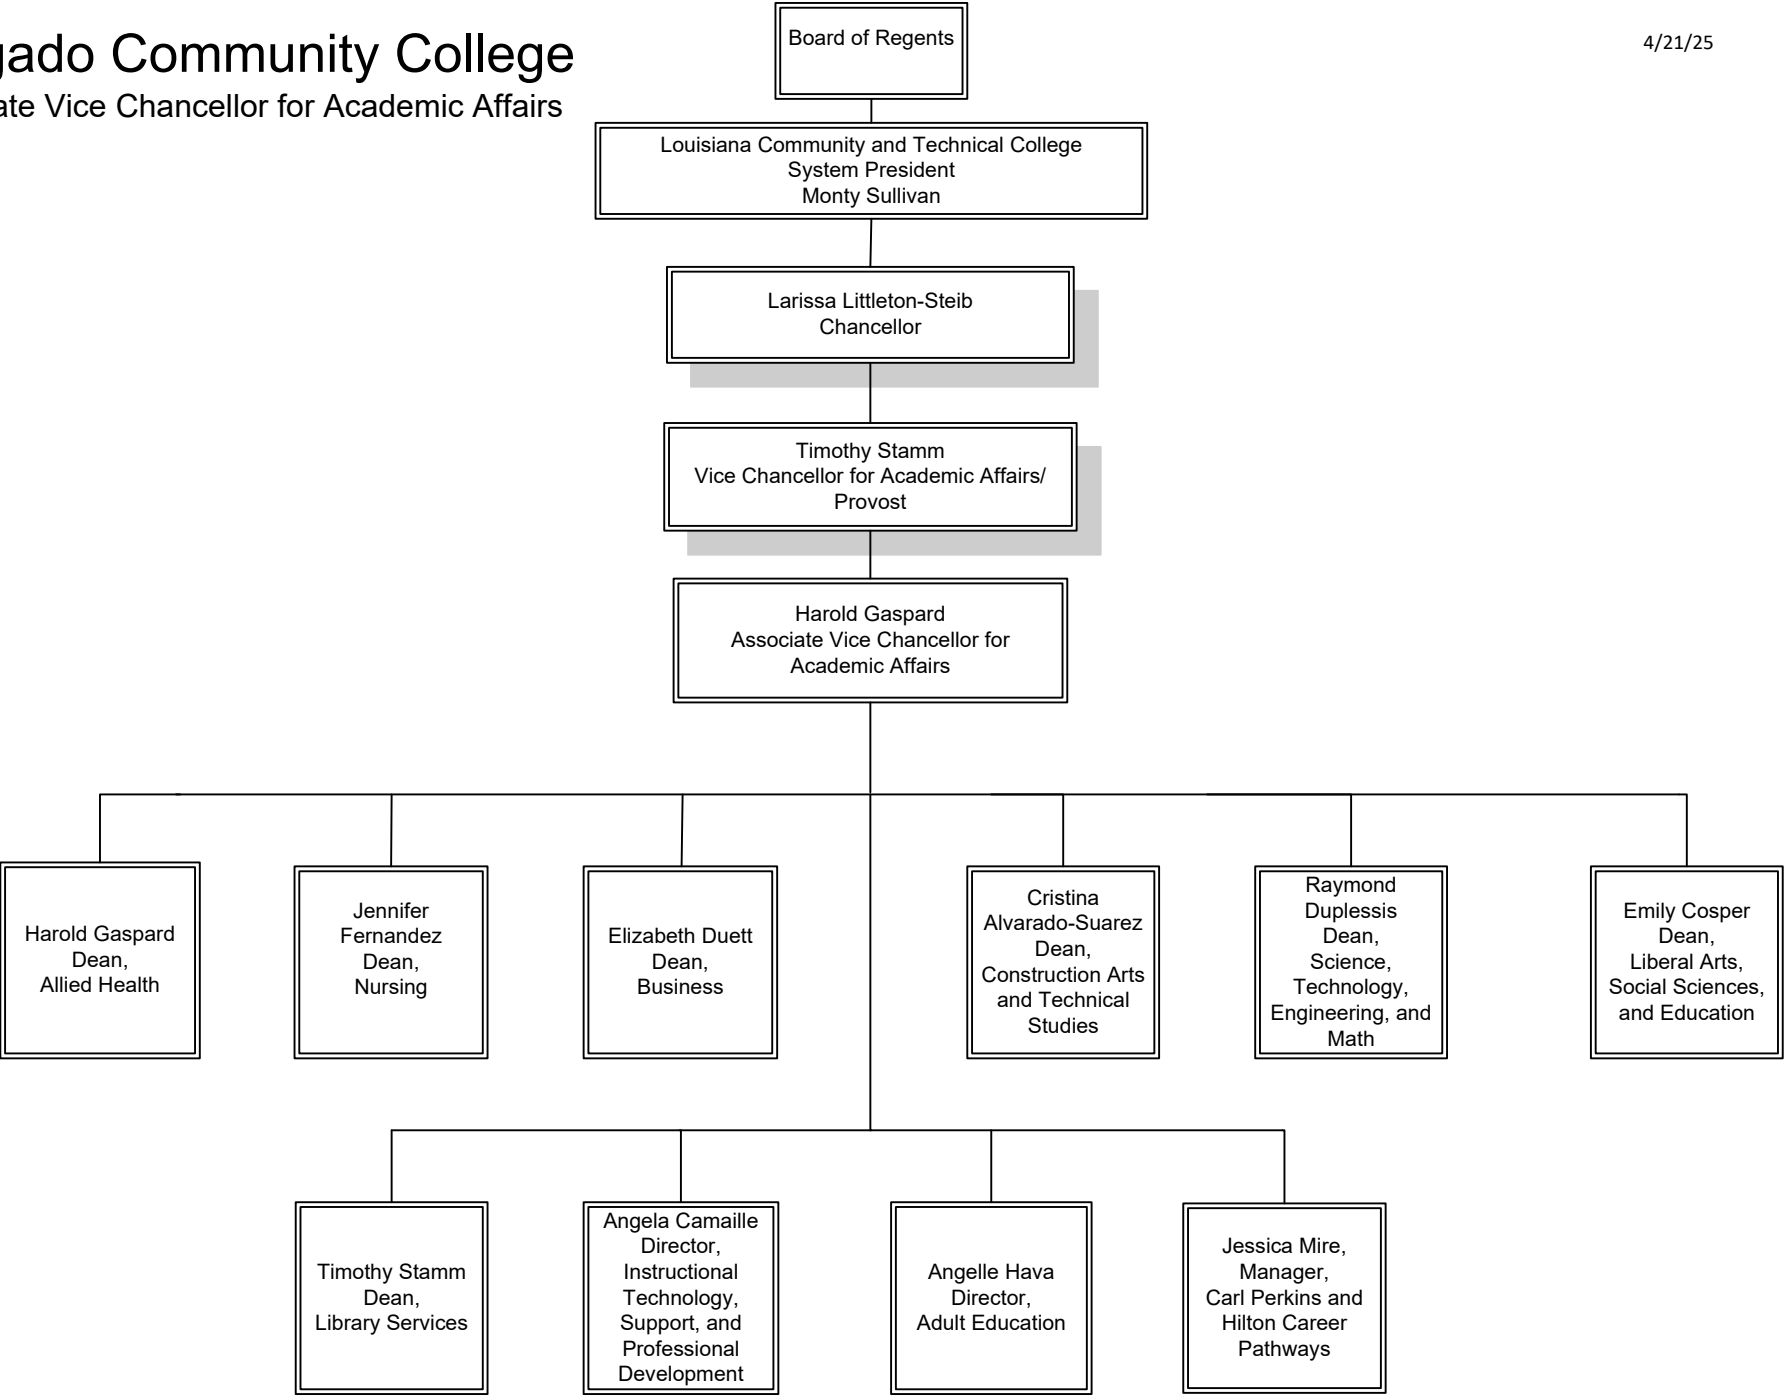 gado Community College
ate Vice Chancellor for Academic Affairs
4/21/25
Board of Regents
Louisiana Community and Technical College
System President
Monty Sullivan
Larissa Littleton-Steib
Chancellor
Timothy Stamm
Vice Chancellor for Academic Affairs/
Provost
Harold Gaspard
Associate Vice Chancellor for
Academic Affairs
Harold Gaspard
Dean,
Allied Health
Jennifer
Fernandez
Dean,
Nursing
Elizabeth Duett
Dean,
Business
Cristina
Alvarado-Suarez
Dean,
Construction Arts
and Technical
Studies
Raymond
Duplessis
Dean,
Science,
Technology,
Engineering, and
Math
Emily Cosper
Dean,
Liberal Arts,
Social Sciences,
and Education
Timothy Stamm
Dean,
Library Services
Angela Camaille
Director,
Instructional
Technology,
Support, and
Professional
Development
Angelle Hava
Director,
Adult Education
Jessica Mire,
Manager,
Carl Perkins and
Hilton Career
Pathways